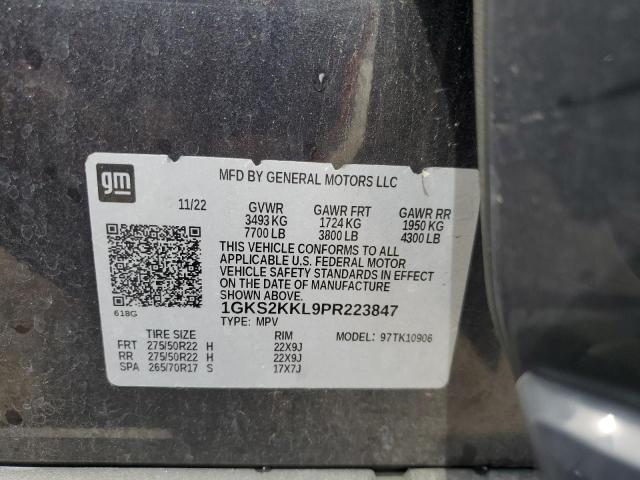 gm
MFD BY GENERAL MOTORS LLC
11/22 GVWR GAWR FRT GAWR RR
3493 KG 1724 KG 1950 KG
7700 LB 3800 LB 4300 LB
THIS VEHICLE CONFORMS TO ALL
APPLICABLE U.S. FEDERAL MOTOR
VEHICLE SAFETY STANDARDS IN EFFECT
ON THE DATE OF MANUFACTURE
SHOWN ABOVE.
618G 1GKS2KKL9PR223847
TYPE: MPV
TIRE SIZE RIM MODEL: 97TK10906
FRT 275/50R22 H 22X9J
RR 275/50R22 H 22X9J
SPA 265/70R17 S 17X7J